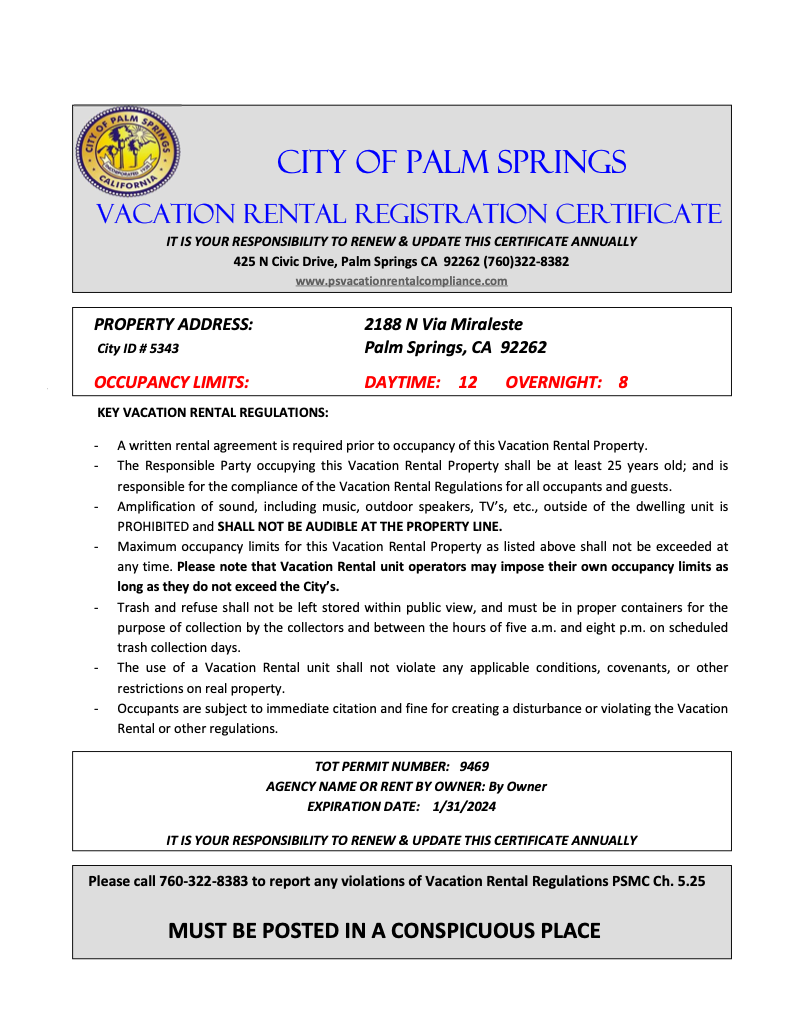 CITY OF PALM SPRINGS
CALIFORNIA
CITY OF PALM SPRINGS
VACATION RENTAL REGISTRATION CERTIFICATE
IT IS YOUR RESPONSIBILITY TO RENEW & UPDATE THIS CERTIFICATE ANNUALLY
425 N Civic Drive, Palm Springs CA 92262 (760)322-8382
www.psvacationrentalcompliance.com
PROPERTY ADDRESS: 2188 N Via Miraleste
City ID # 5343 Palm Springs, CA 92262
OCCUPANCY LIMITS: DAYTIME: 12 OVERNIGHT: 8
KEY VACATION RENTAL REGULATIONS:
- A written rental agreement is required prior to occupancy of this Vacation Rental Property.
- The Responsible Party occupying this Vacation Rental Property shall be at least 25 years old; and is
responsible for the compliance of the Vacation Rental Regulations for all occupants and guests.
- Amplification of sound, including music, outdoor speakers, TV’s, etc., outside of the dwelling unit is
PROHIBITED and SHALL NOT BE AUDIBLE AT THE PROPERTY LINE.
- Maximum occupancy limits for this Vacation Rental Property as listed above shall not be exceeded at
any time. Please note that Vacation Rental unit operators may impose their own occupancy limits as
long as they do not exceed the City’s.
- Trash and refuse shall not be left stored within public view, and must be in proper containers for the
purpose of collection by the collectors and between the hours of five a.m. and eight p.m. on scheduled
trash collection days.
- The use of a Vacation Rental unit shall not violate any applicable conditions, covenants, or other
restrictions on real property.
- Occupants are subject to immediate citation and fine for creating a disturbance or violating the Vacation
Rental or other regulations.
TOT PERMIT NUMBER: 9469
AGENCY NAME OR RENT BY OWNER: By Owner
EXPIRATION DATE: 1/31/2024
IT IS YOUR RESPONSIBILITY TO RENEW & UPDATE THIS CERTIFICATE ANNUALLY
Please call 760-322-8383 to report any violations of Vacation Rental Regulations PSMC Ch. 5.25
MUST BE POSTED IN A CONSPICUOUS PLACE